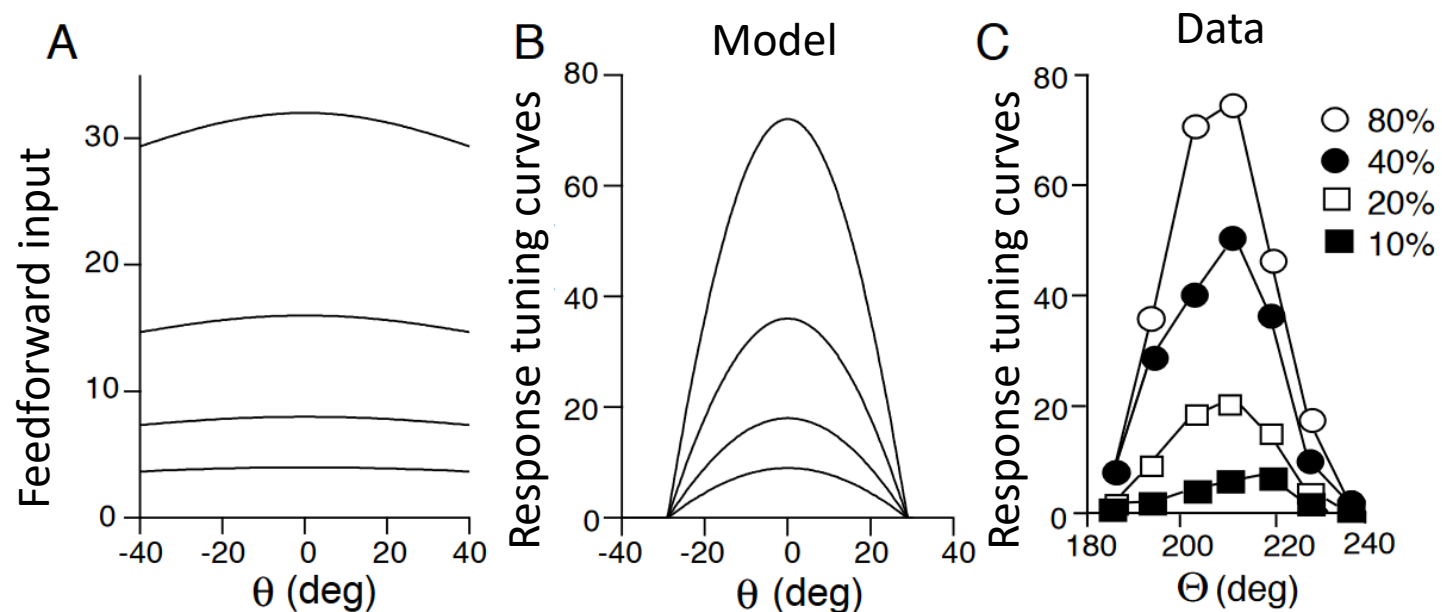 A
Feedforward input
30
20
10
0
-40 -20 0 20 40
θ (deg)
B
Model
Response tuning curves
80
60
40
20
0
-40 -20 0 20 40
θ (deg)
C
Data
Response tuning curves
80
60
40
20
0
180 200 220 240
Θ (deg)
80%
40%
20%
10%